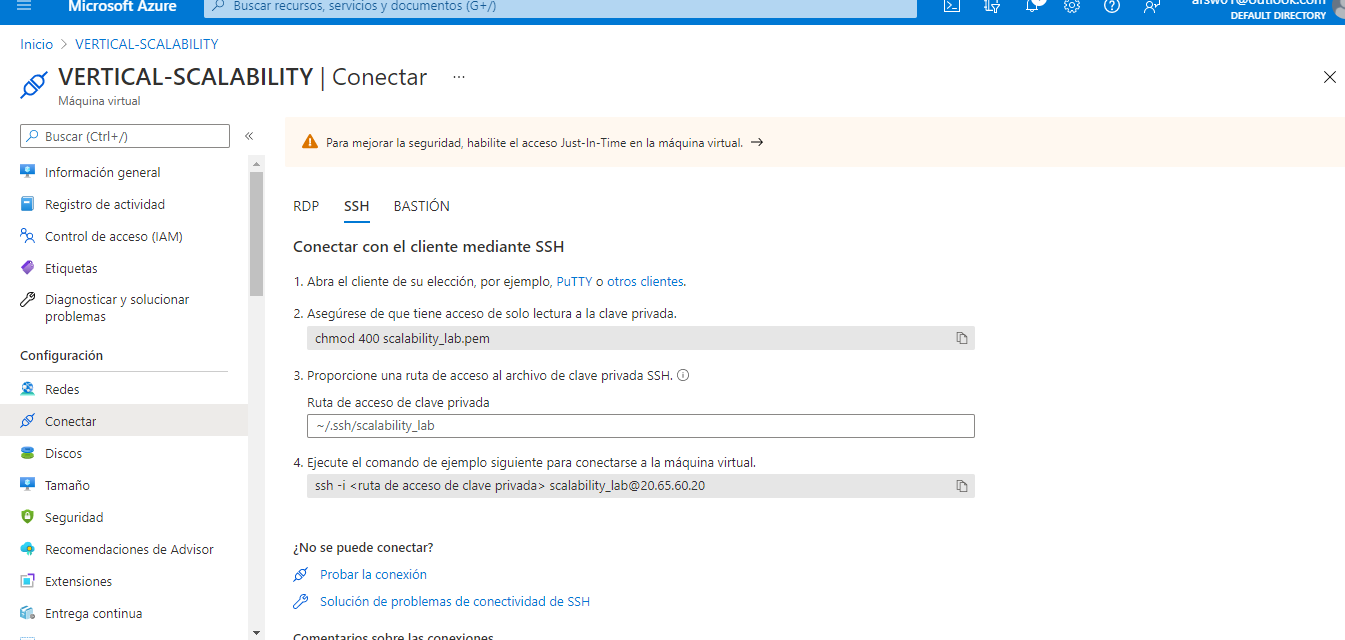 Microsoft Azure
Buscar recursos, servicios y documentos (G+/)
DEFAULT DIRECTORY
Inicio > VERTICAL-SCALABILITY
VERTICAL-SCALABILITY | Conectar ...
Máquina virtual
Buscar (Ctrl+/)
Información general
Registro de actividad
Control de acceso (IAM)
Etiquetas
Diagnosticar y solucionar
problemas
Configuración
Redes
Conectar
Discos
Tamaño
Seguridad
Recomendaciones de Advisor
Extensiones
Entrega continua
Para mejorar la seguridad, habilite el acceso Just-In-Time en la máquina virtual. →
RDP SSH BASTIÓN
Conectar con el cliente mediante SSH
1. Abra el cliente de su elección, por ejemplo, PuTTY o otros clientes.
2. Asegúrese de que tiene acceso de solo lectura a la clave privada.
chmod 400 scalability_lab.pem
3. Proporcione una ruta de acceso al archivo de clave privada SSH.
Ruta de acceso de clave privada
~/.ssh/scalability_lab
4. Ejecute el comando de ejemplo siguiente para conectarse a la máquina virtual.
ssh -i <ruta de acceso de clave privada> scalability_lab@20.65.60.20
¿No se puede conectar?
Probar la conexión
Solución de problemas de conectividad de SSH
Comentarios sobre las conexiones